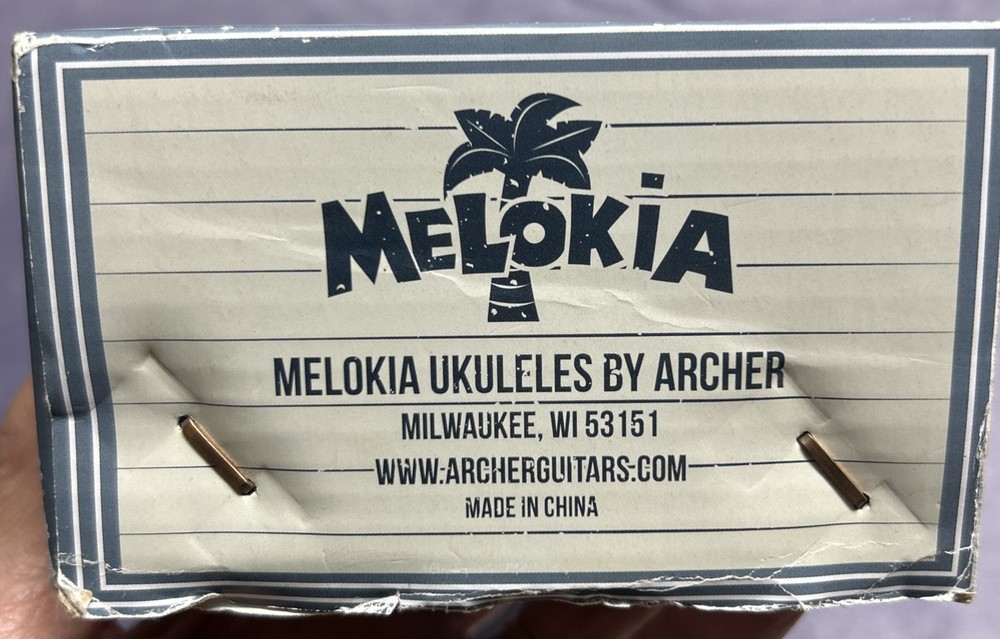 MELOKIA
MELOKIA UKULELES BY ARCHER
MILWAUKEE, WI 53151
WWW.ARCHERGUITARS.COM
MADE IN CHINA